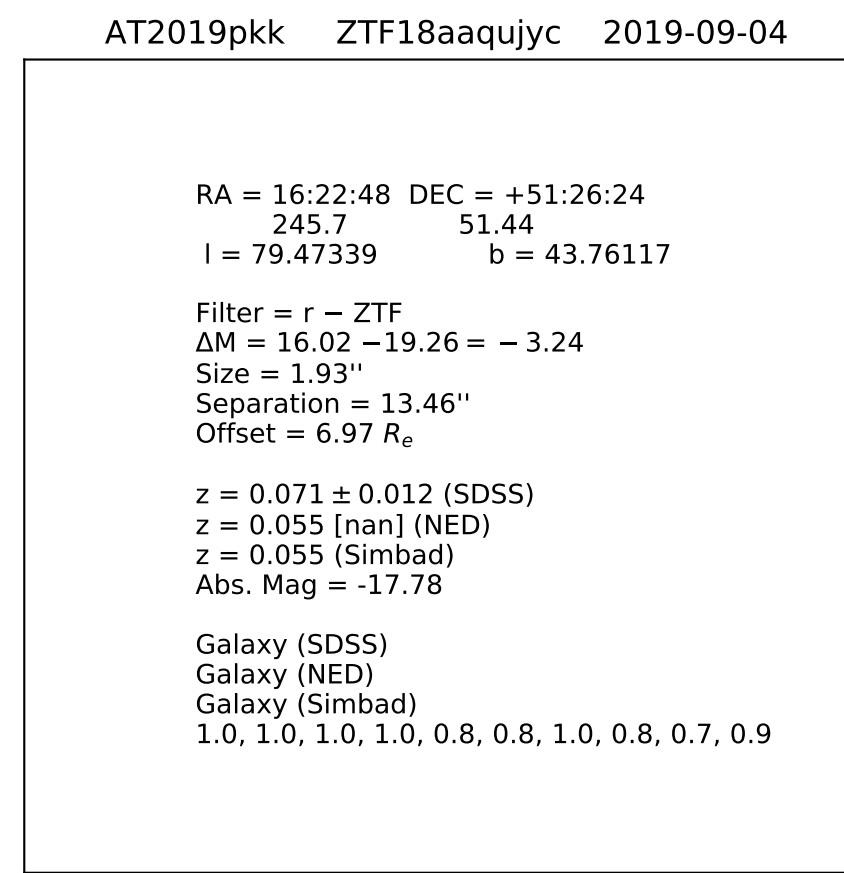 AT2019pkk ZTF18aaqujyc 2019-09-04
RA = 16:22:48 DEC = +51:26:24
245.7 51.44
l = 79.47339 b = 43.76117
Filter = r − ZTF
ΔM = 16.02 −19.26 = − 3.24
Size = 1.93''
Separation = 13.46''
Offset = 6.97 Rₑ
z = 0.071 ± 0.012 (SDSS)
z = 0.055 [nan] (NED)
z = 0.055 (Simbad)
Abs. Mag = -17.78
Galaxy (SDSS)
Galaxy (NED)
Galaxy (Simbad)
1.0, 1.0, 1.0, 1.0, 0.8, 0.8, 1.0, 0.8, 0.7, 0.9